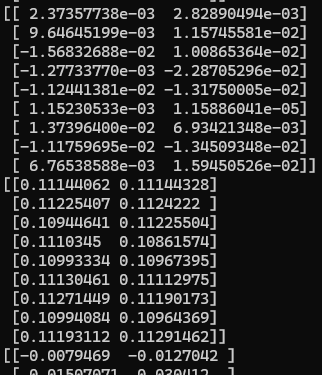 [[ 2.37357738e-03  2.82890494e-03]
 [ 9.64645199e-03  1.15745581e-02]
 [-1.56832688e-02  1.00865364e-02]
 [-1.27733770e-03 -2.28705296e-02]
 [-1.12441381e-02 -1.31750005e-02]
 [ 1.15230533e-03  1.15886041e-05]
 [ 1.37396400e-02  6.93421348e-03]
 [-1.11759695e-02 -1.34509348e-02]
 [ 6.76538588e-03  1.59450526e-02]]
[[0.11144062 0.11144328]
 [0.11225407 0.1124222 ]
 [0.10944641 0.11225504]
 [0.1110345  0.10861574]
 [0.10993334 0.10967395]
 [0.11130461 0.11112975]
 [0.11271449 0.11190173]
 [0.10994084 0.10964369]
 [0.11193112 0.11291462]]
[[-0.0079469  -0.0127042 ]